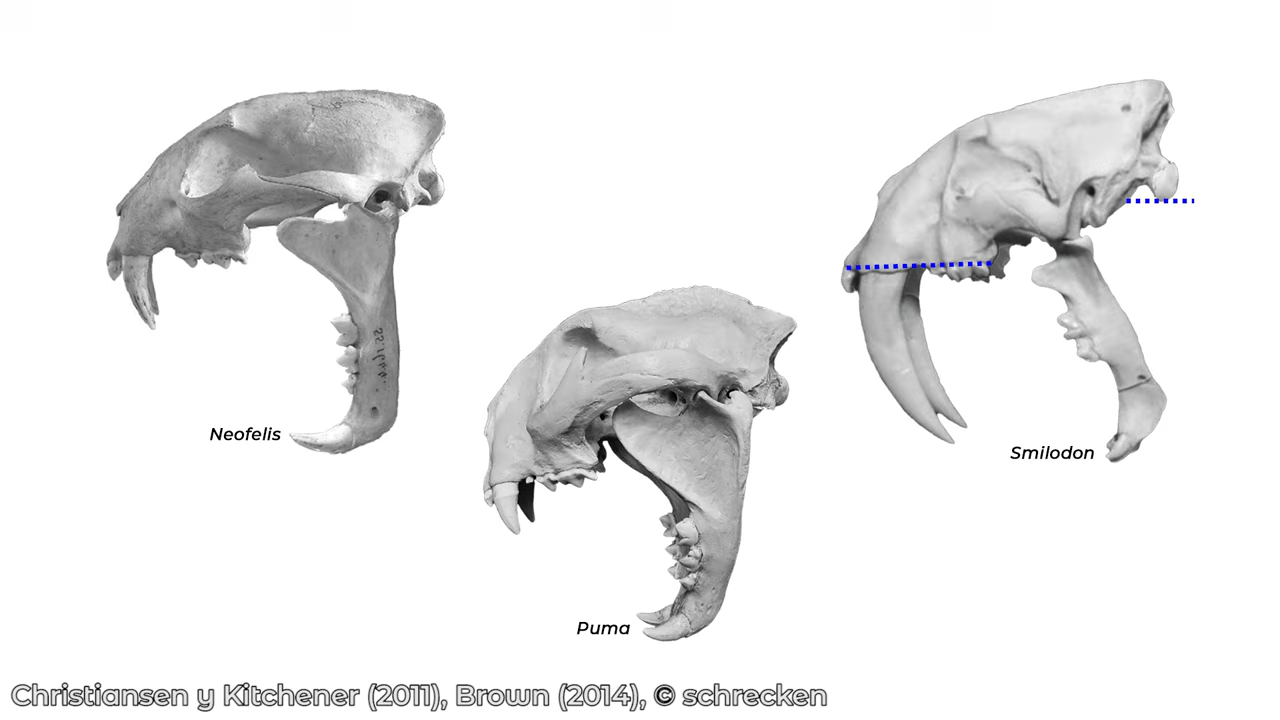 Neofelis
Smilodon
Puma
Christiansen y Kitchener (2011), Brown (2014), © schrecken